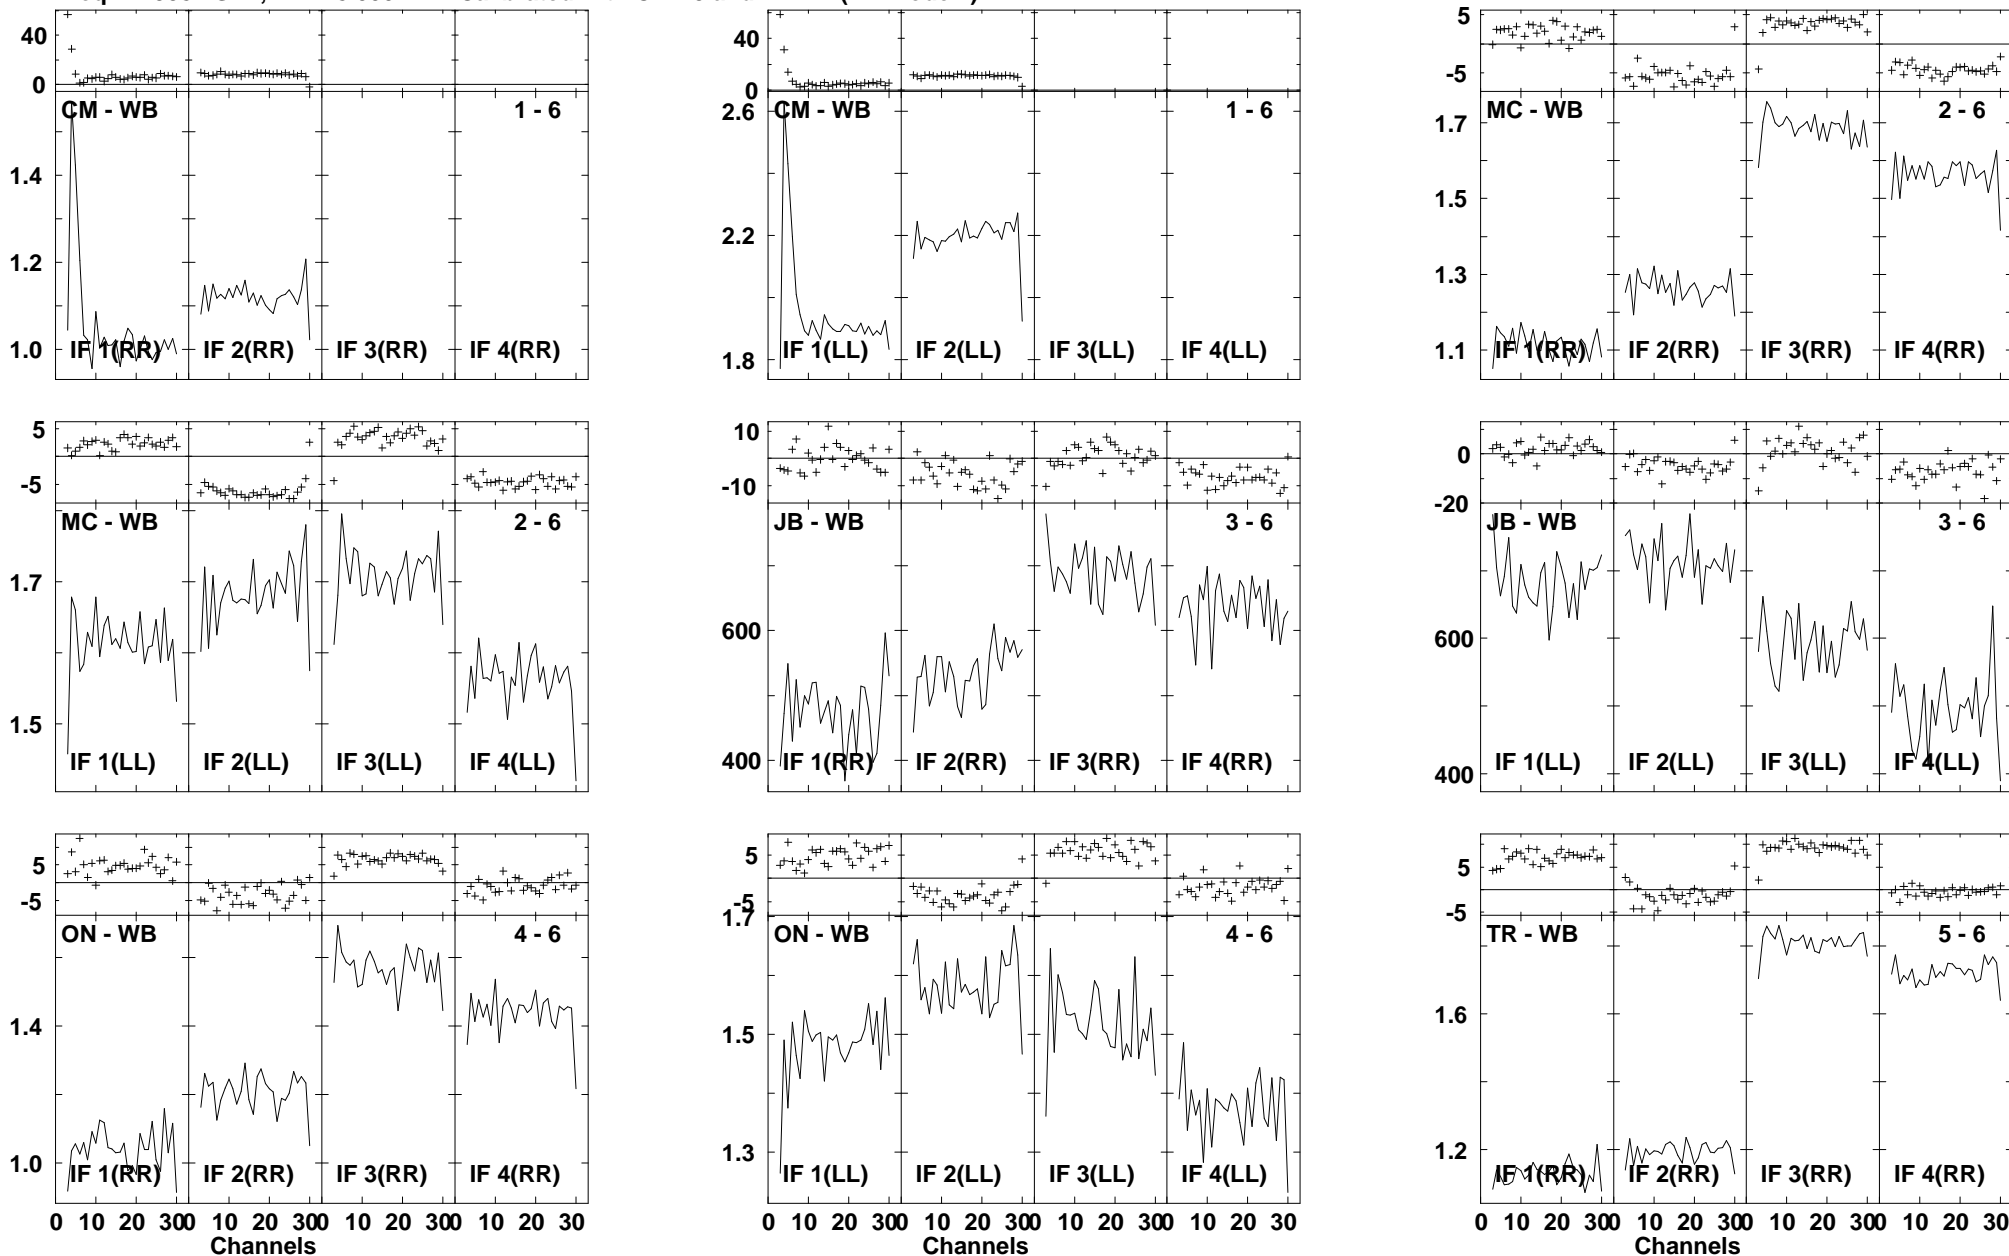 40
0
CM - WB
1 - 6
1.4
1.2
1.0
IF 1(RR)
IF 2(RR)
IF 3(RR)
IF 4(RR)
40
0
2.6
CM - WB
1 - 6
2.2
1.8
IF 1(LL)
IF 2(LL)
IF 3(LL)
IF 4(LL)
5
-5
MC - WB
2 - 6
1.7
1.5
1.3
1.1
IF 1(RR)
IF 2(RR)
IF 3(RR)
IF 4(RR)
5
-5
MC - WB
2 - 6
1.7
1.5
IF 1(LL)
IF 2(LL)
IF 3(LL)
IF 4(LL)
10
-10
JB - WB
3 - 6
600
400
IF 1(RR)
IF 2(RR)
IF 3(RR)
IF 4(RR)
0
-20
JB - WB
3 - 6
600
400
IF 1(LL)
IF 2(LL)
IF 3(LL)
IF 4(LL)
5
-5
ON - WB
4 - 6
1.4
1.0
IF 1(RR)
IF 2(RR)
IF 3(RR)
IF 4(RR)
0 10 20 30 0 10 20 30 0 10 20 30 0 10 20 30
Channels
5
-5
1.7
ON - WB
4 - 6
1.5
1.3
IF 1(LL)
IF 2(LL)
IF 3(LL)
IF 4(LL)
0 10 20 30 0 10 20 30 0 10 20 30 0 10 20 30
Channels
5
-5
TR - WB
5 - 6
1.6
1.2
IF 1(RR)
IF 2(RR)
IF 3(RR)
IF 4(RR)
0 10 20 30 0 10 20 30 0 10 20 30 0 10 20 30
Channels